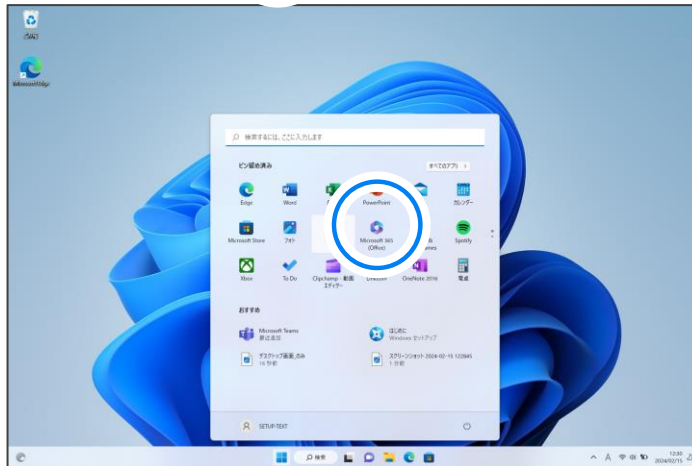 ごみ箱
Microsoft Edge
検索するには、ここに入力します
ピン留め済み
すべてのアプリ >
Edge
Word
PowerPoint
カレンダー
Microsoft Store
フォト
Microsoft 365
(Office)
Spotify
Xbox
To Do
Clipchamp - 動画
エディター
LinkedIn
OneNote 2016
電卓
おすすめ
Microsoft Teams
最近追加
はじめに
Windows セットアップ
デスクトップ画面_のみ
16 分前
スクリーンショット 2024-02-15 122845
1 分前
SETUP-TEXT
検索
A
12:30
2024/02/15